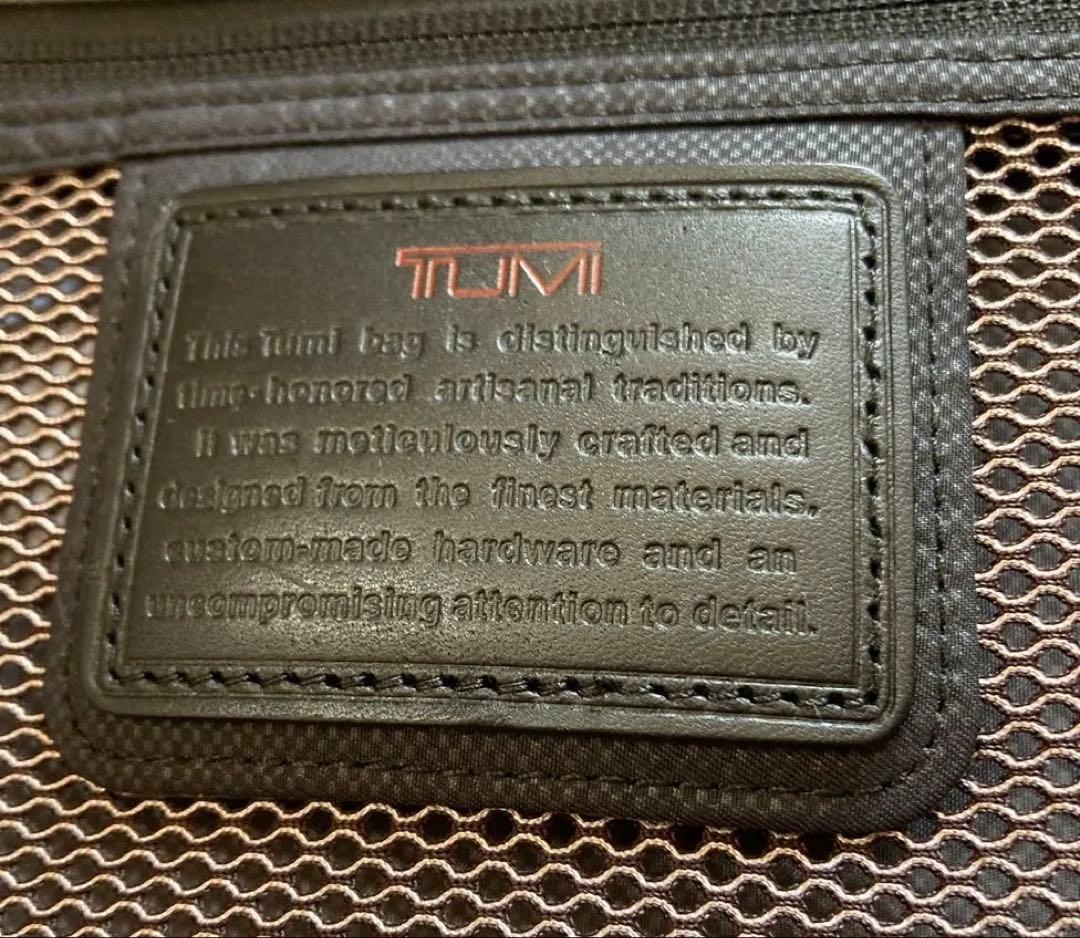 TUMI
This Tumi bag is distinguished by
time-honored artisanal traditions.
It was meticulously crafted and
designed from the finest materials,
custom-made hardware and an
uncompromising attention to detail.